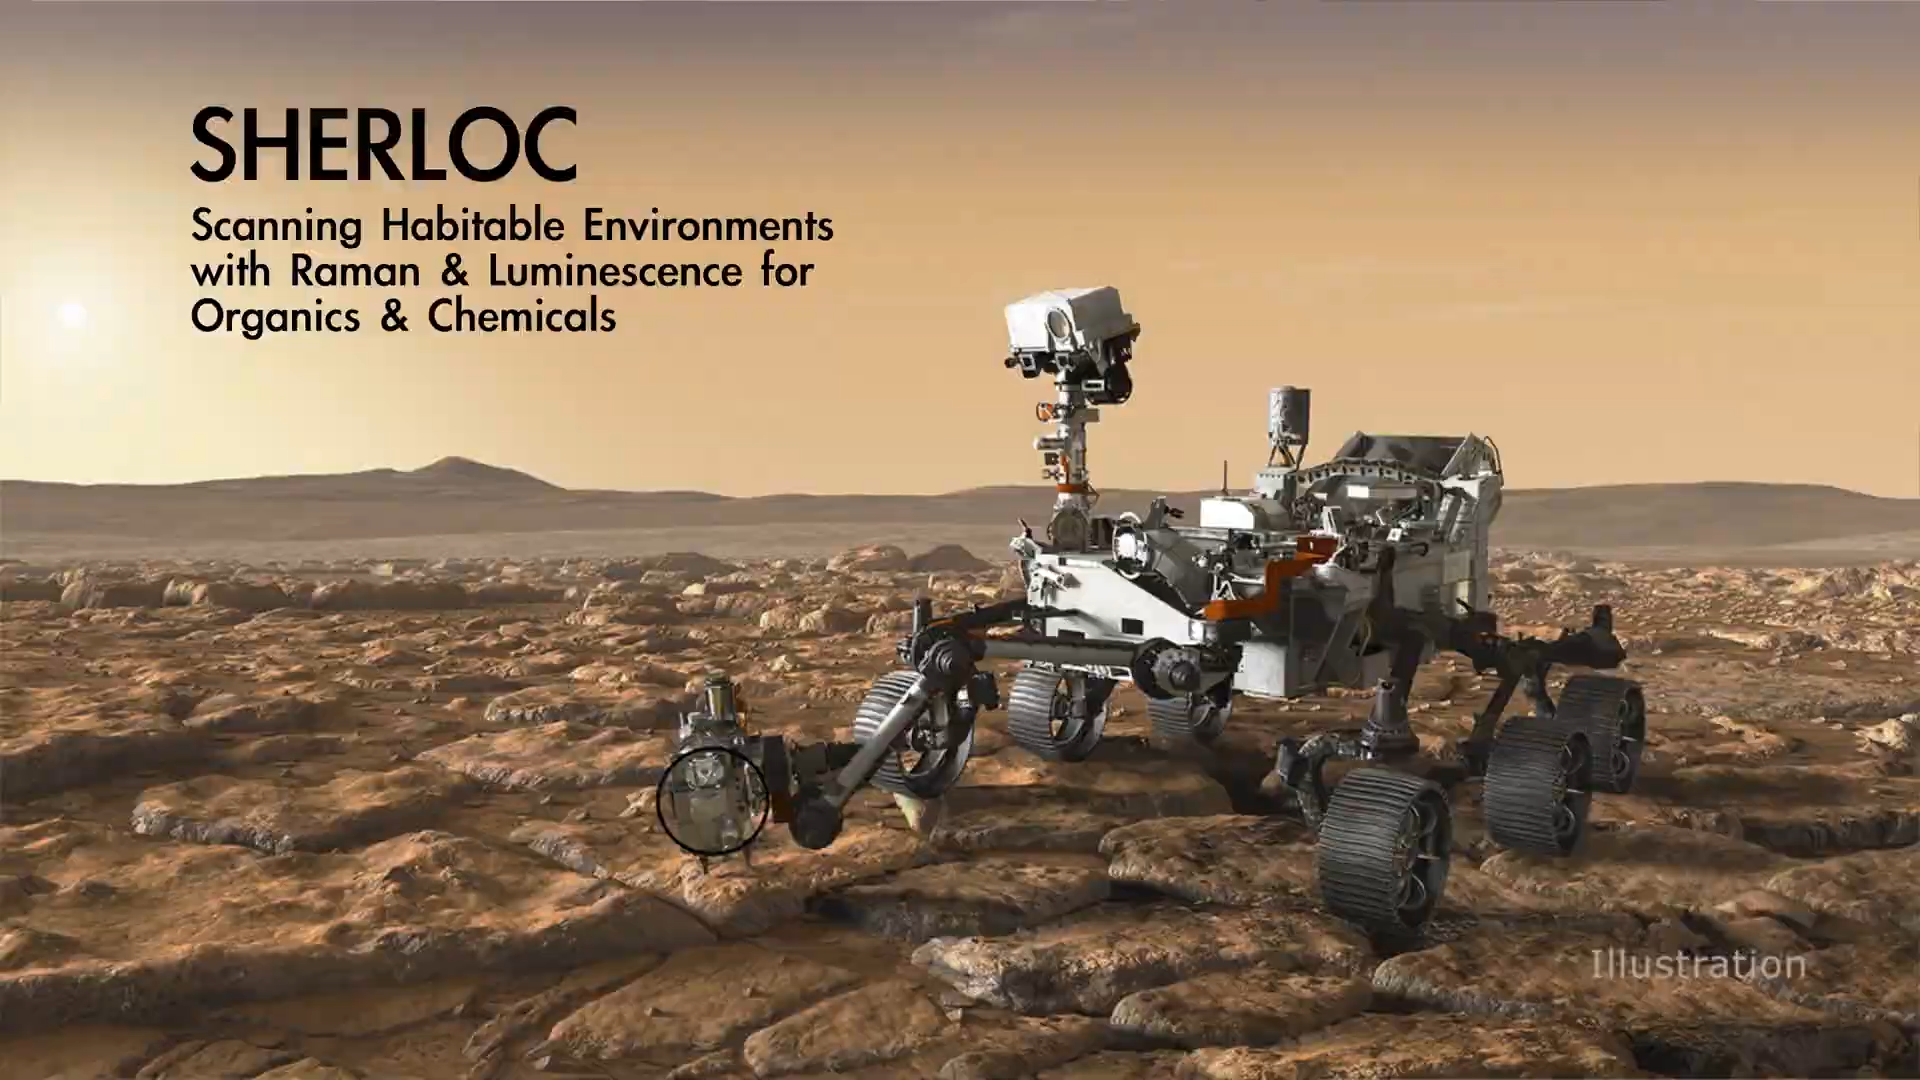 SHERLOC
Scanning Habitable Environments
with Raman & Luminescence for
Organics & Chemicals
Illustration